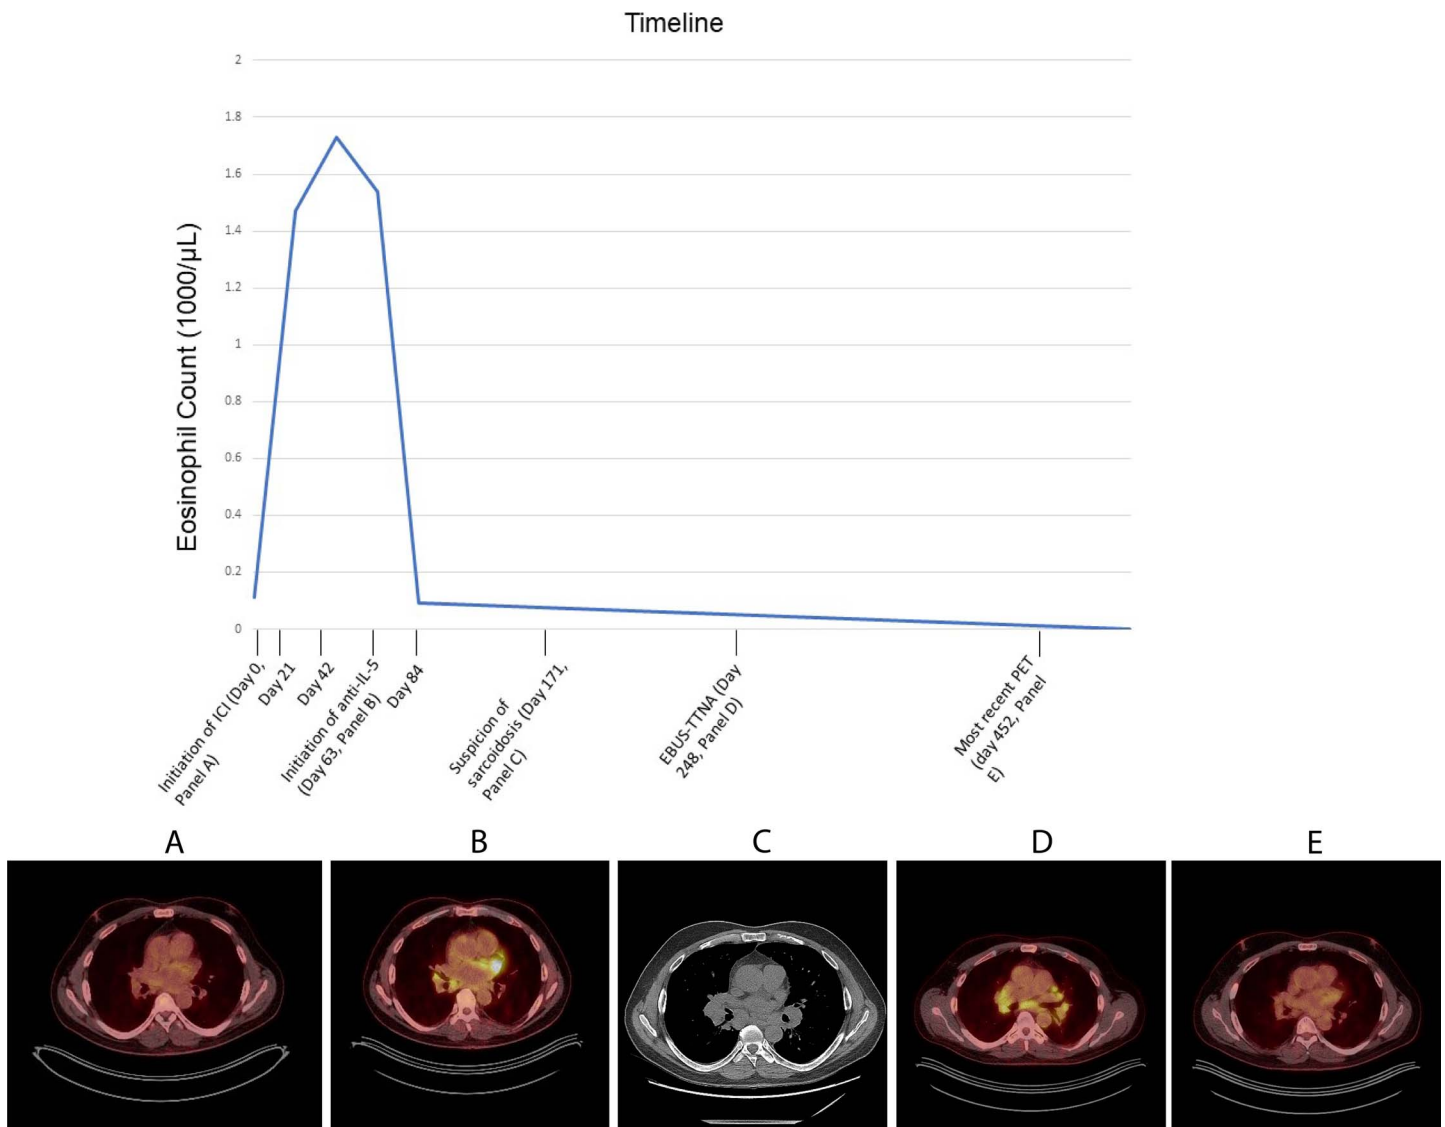 Timeline
Eosinophil Count (1000/µL)
2
1.8
1.6
1.4
1.2
1
0.8
0.6
0.4
0.2
0
Initiation of ICI (Day 0,
Panel A)
Day 21
Day 42
Initiation of anti-IL-5
(Day 63, Panel B)
Day 84
Suspicion of
sarcoidosis (Day 171,
Panel C)
EBUS-TTNA (Day
248, Panel D)
Most recent PET
(day 452, Panel
E)
A
B
C
D
E